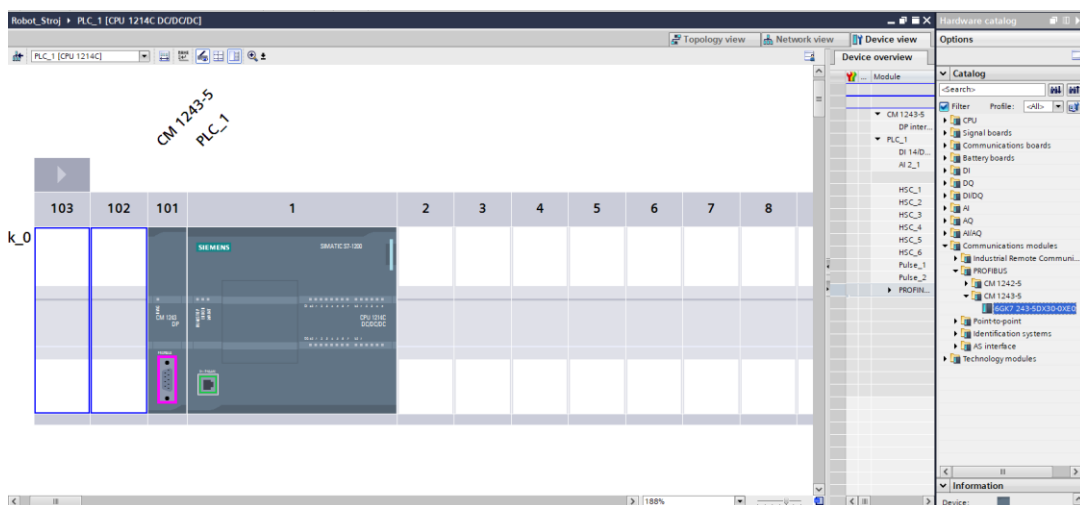 Robot_Stroj ▸ PLC_1 [CPU 1214C DC/DC/DC]
Hardware catalog
Topology view
Network view
Device view
Options
PLC_1 [CPU 1214C]
Device overview
... Module
CM 1243-5
DP inter...
PLC_1
DI 14/D...
AI 2_1
HSC_1
HSC_2
HSC_3
HSC_4
HSC_5
HSC_6
Pulse_1
Pulse_2
PROFIN...
CM 1243-5
PLC_1
103 102 101 1 2 3 4 5 6 7 8
k_0
SIEMENS
SIMATIC S7-1200
CM 1243
DP
CPU 1214C
DC/DC/DC
188%
Catalog
<Search>
Filter Profile: <All>
CPU
Signal boards
Communications boards
Battery boards
DI
DQ
DI/DQ
AI
AQ
AI/AQ
Communications modules
Industrial Remote Communi...
PROFIBUS
CM 1242-5
CM 1243-5
6GK7 243-5DX30-0XE0
Point-to-point
Identification systems
AS interface
Technology modules
Information
Device: